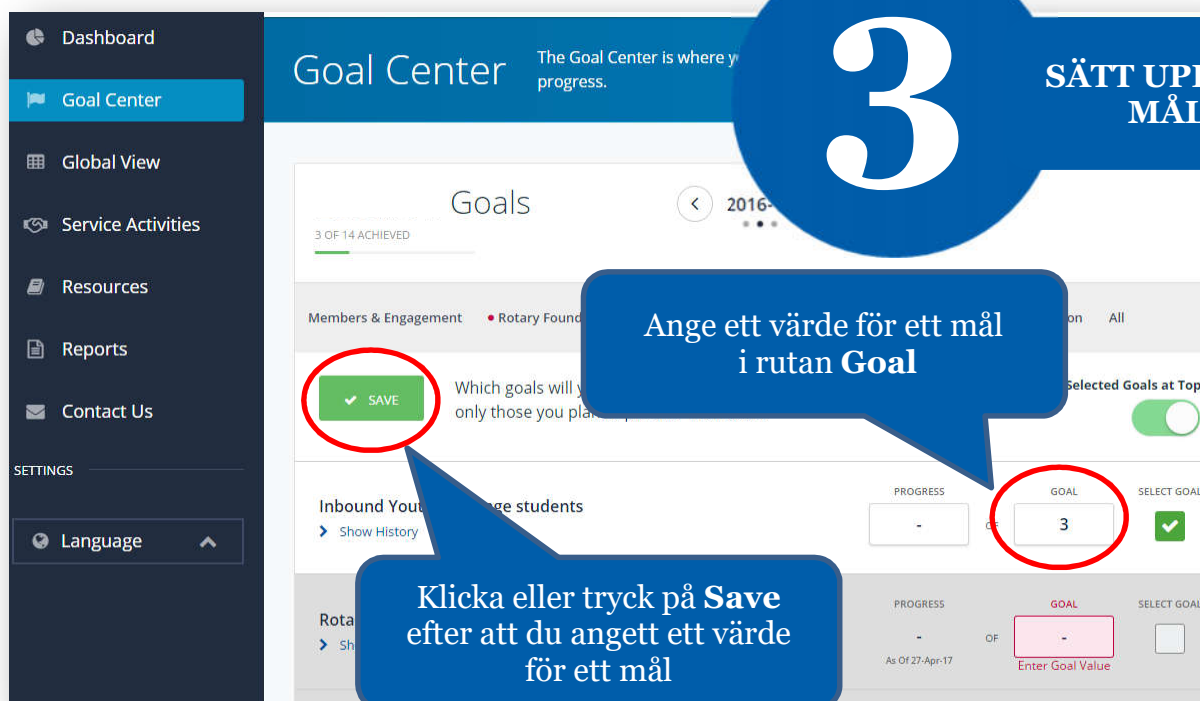 Dashboard
Goal Center
Global View
Service Activities
Resources
Reports
Contact Us
SETTINGS
Language
Goal Center
The Goal Center is where
progress.
3
SÄTT UPP
MÅL
Goals
2016-
3 OF 14 ACHIEVED
Members & Engagement
Rotary Found
on
All
Ange ett värde för ett mål
i rutan Goal
SAVE
Which goals will
only those you
Selected Goals at Top
Inbound
ge students
Show History
PROGRESS
-
OF
GOAL
3
SELECT GOAL
Klicka eller tryck på Save
efter att du angett ett värde
för ett mål
Rota
Sh
PROGRESS
-
As Of 27-Apr-17
OF
GOAL
-
Enter Goal Value
SELECT GOAL